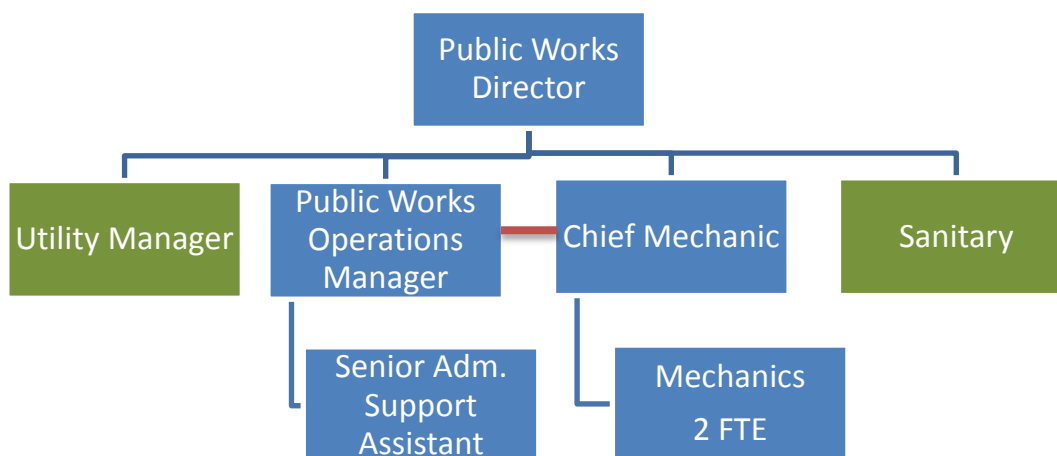 Public Works
Director
Utility Manager
Public Works
Operations
Manager
Chief Mechanic
Sanitary
Senior Adm.
Support
Assistant
Mechanics
2 FTE